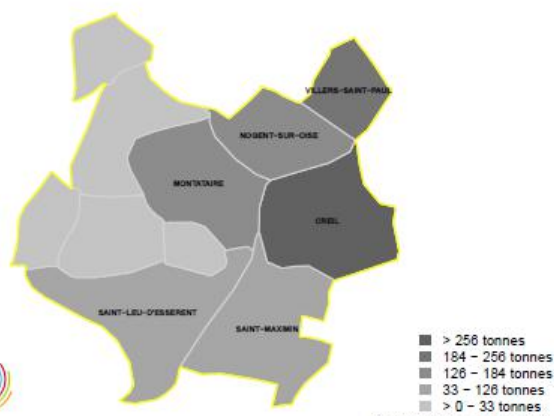 VILLERS-SAINT-PAUL
NOGENT-SUR-OISE
MONTATAIRE
CREIL
SAINT-LEU-D'ESSERENT
SAINT-MAXIMIN
> 256 tonnes
184 - 256 tonnes
126 - 184 tonnes
33 - 126 tonnes
> 0 - 33 tonnes